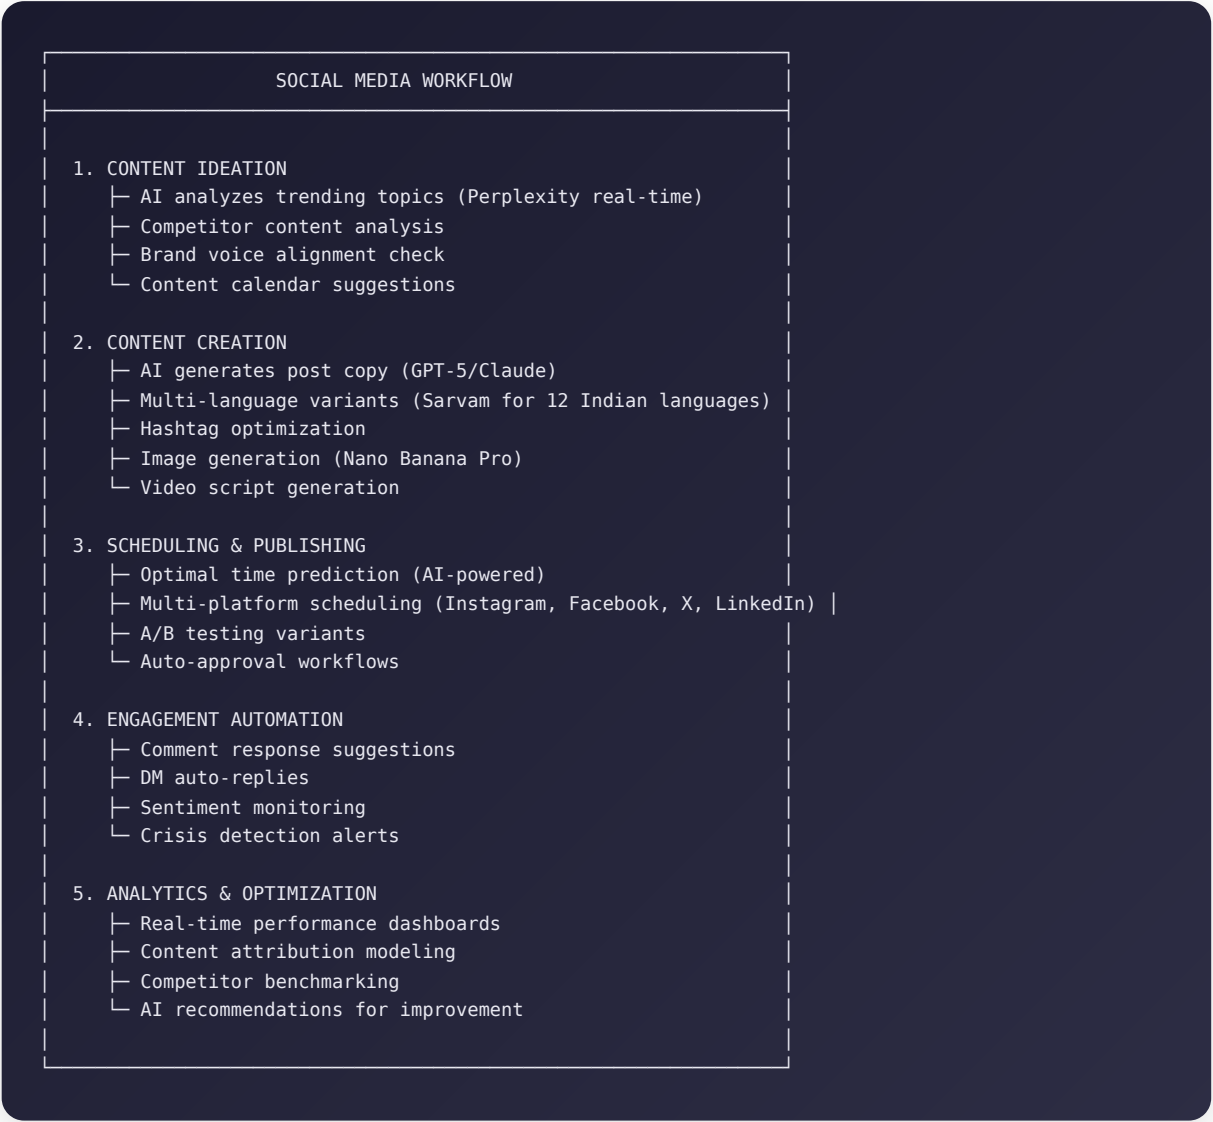 SOCIAL MEDIA WORKFLOW
1. CONTENT IDEATION
├─ AI analyzes trending topics (Perplexity real-time)
├─ Competitor content analysis
├─ Brand voice alignment check
└─ Content calendar suggestions
2. CONTENT CREATION
├─ AI generates post copy (GPT-5/Claude)
├─ Multi-language variants (Sarvam for 12 Indian languages)
├─ Hashtag optimization
├─ Image generation (Nano Banana Pro)
└─ Video script generation
3. SCHEDULING & PUBLISHING
├─ Optimal time prediction (AI-powered)
├─ Multi-platform scheduling (Instagram, Facebook, X, LinkedIn)
├─ A/B testing variants
└─ Auto-approval workflows
4. ENGAGEMENT AUTOMATION
├─ Comment response suggestions
├─ DM auto-replies
├─ Sentiment monitoring
└─ Crisis detection alerts
5. ANALYTICS & OPTIMIZATION
├─ Real-time performance dashboards
├─ Content attribution modeling
├─ Competitor benchmarking
└─ AI recommendations for improvement